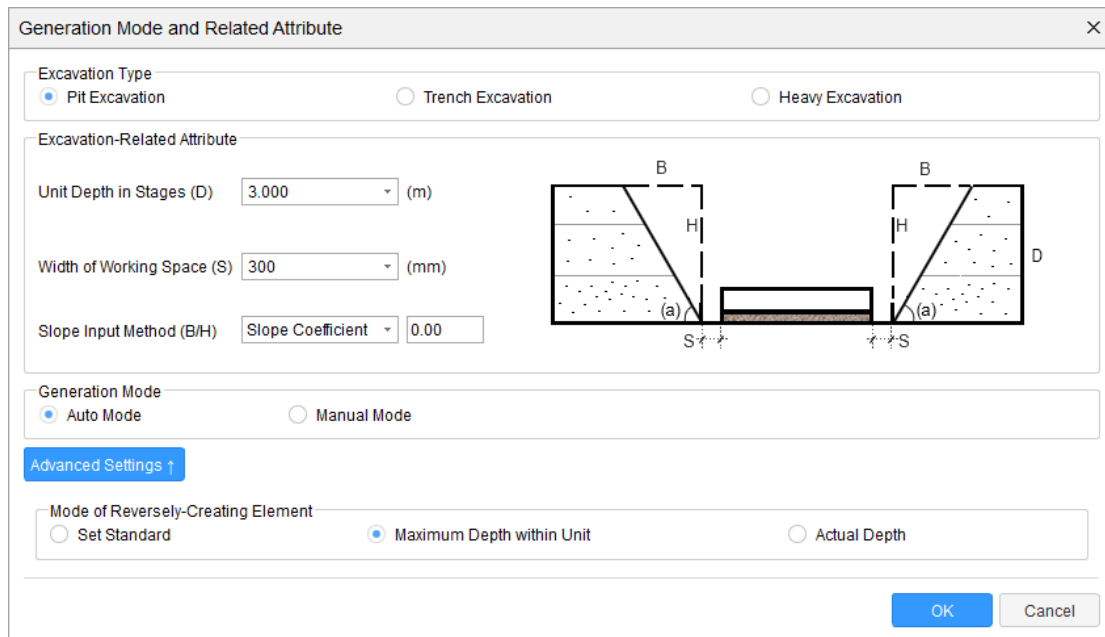 Generation Mode and Related Attribute ×
Excavation Type
Pit Excavation Trench Excavation Heavy Excavation
Excavation-Related Attribute
Unit Depth in Stages (D) 3.000 (m)
Width of Working Space (S) 300 (mm)
Slope Input Method (B/H) Slope Coefficient 0.00
B B
H H
D
(a) (a)
S S
Generation Mode
Auto Mode Manual Mode
Advanced Settings ↑
Mode of Reversely-Creating Element
Set Standard Maximum Depth within Unit Actual Depth
OK Cancel